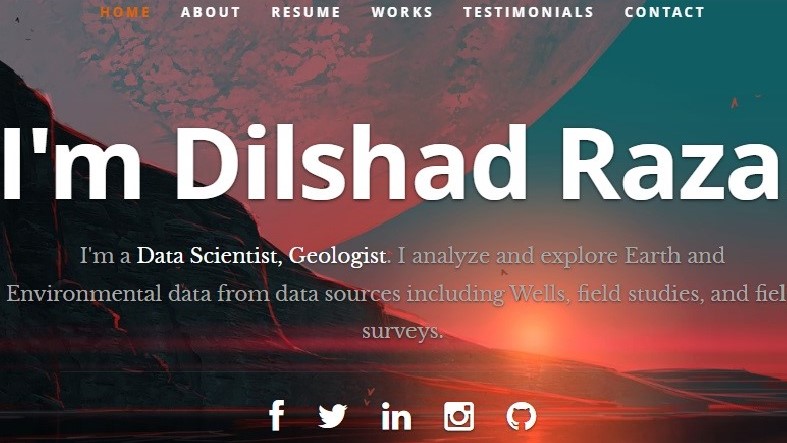 HOME ABOUT RESUME WORKS TESTIMONIALS CONTACT
I'm Dilshad Raza
I'm a Data Scientist, Geologist. I analyze and explore Earth and
Environmental data from data sources including Wells, field studies, and fiel
surveys.